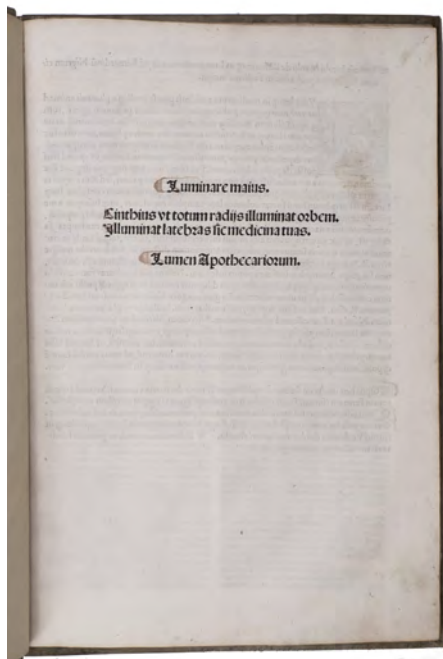 Luminare maius.
Cinthius vt totum radijs illuminat orbem.
Illuminat latebras sic medicina tuas.
Lumen Apothecariorum.